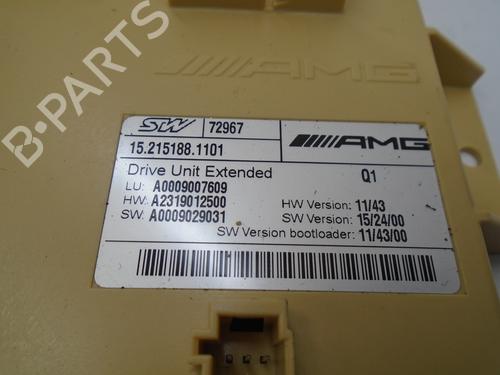 AMG
SW 72967
15.215188.1101
AMG
Drive Unit Extended Q1
LU: A0009007609
HW: A2319012500
SW: A0009029031
HW Version: 11/43
SW Version: 15/24/00
SW Version bootloader: 11/43/00
B-PARTS